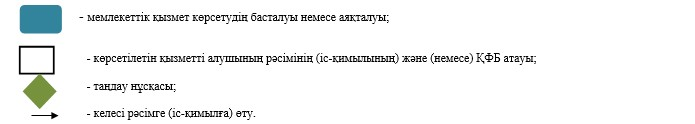 - мемлекеттік қызмет көрсетудің басталуы немесе аяқталуы;
- көрсетілетін қызметті алушының рәсімінің (іс-қимылының) және (немесе) ҚФБ атауы;
- таңдау нұсқасы;
- келесі рәсімге (іс-қимылға) өту.